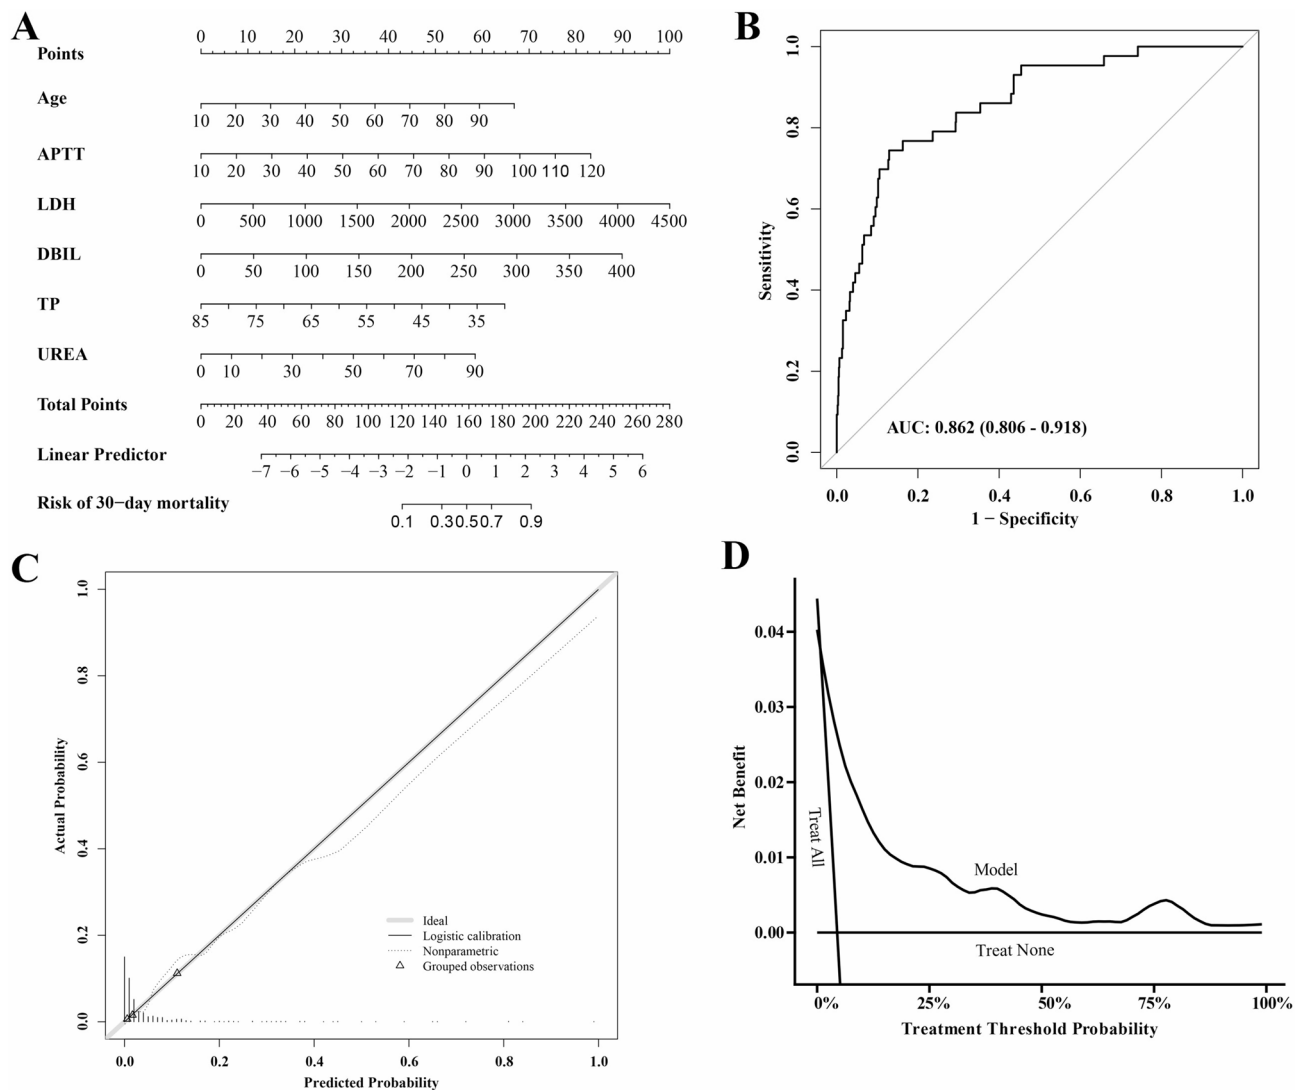 A
Points
0 10 20 30 40 50 60 70 80 90 100
Age
10 20 30 40 50 60 70 80 90
APTT
10 20 30 40 50 60 70 80 90 100 110 120
LDH
0 500 1000 1500 2000 2500 3000 3500 4000 4500
DBIL
0 50 100 150 200 250 300 350 400
TP
85 75 65 55 45 35
UREA
0 10 30 50 70 90
Total Points
0 20 40 60 80 100 120 140 160 180 200 220 240 260 280
Linear Predictor
−7 −6 −5 −4 −3 −2 −1 0 1 2 3 4 5 6
Risk of 30−day mortality
0.1 0.3 0.5 0.7 0.9
B
Sensitivity
1.0
0.8
0.6
0.4
0.2
0.0
AUC: 0.862 (0.806 - 0.918)
0.0 0.2 0.4 0.6 0.8 1.0
1 − Specificity
C
Actual Probability
1.0
0.8
0.6
0.4
0.2
0.0
Ideal
Logistic calibration
Nonparametric
Grouped observations
0.0 0.2 0.4 0.6 0.8 1.0
Predicted Probability
D
Net Benefit
0.04
0.03
0.02
0.01
0.00
Treat All
Model
Treat None
0% 25% 50% 75% 100%
Treatment Threshold Probability